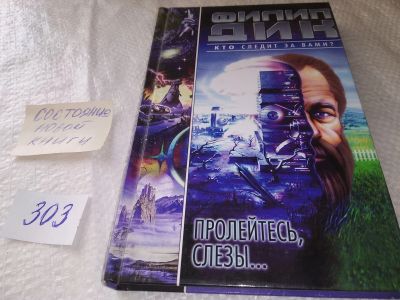 ФИЛИП
ДИК
КТО СЛЕДИТ ЗА ВАМИ?
СОСТОЯНИЕ
НОВОЙ
КНИГИ
303
ПРОЛЕЙТЕСЬ,
СЛЕЗЫ...